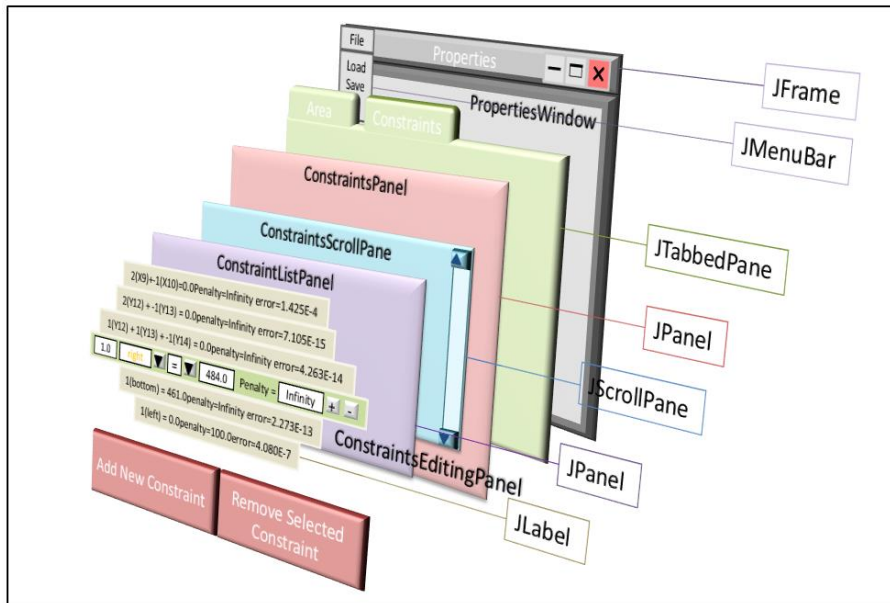 File
Properties
Load
Save
PropertiesWindow
JFrame
JMenuBar
Area
Constraints
ConstraintsPanel
JTabbedPane
ConstraintsScrollPane
JPanel
ConstraintListPanel
JScrollPane
2(X9)+-1(X10)=0.0Penalty=Infinity error=1.425E-4
2(Y12) + -1(Y13) = 0.0penalty=Infinity error=7.105E-15
1(Y12) + 1(Y13) + -1(Y14) = 0.0penalty=Infinity error=4.263E-14
1.0 right = 484.0 Penalty = Infinity + -
1(bottom) = 461.0penalty=Infinity error=2.273E-13
1(left) = 0.0penalty=100.0error=4.080E-7
ConstraintsEditingPanel
JPanel
JLabel
Add New Constraint
Remove Selected
Constraint